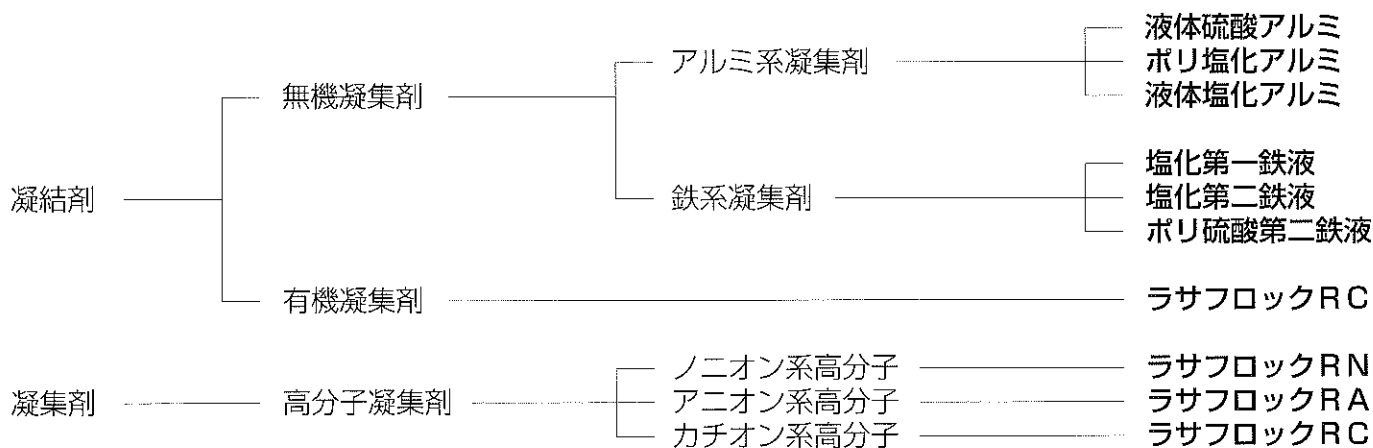 液体硫酸アルミ
アルミ系凝集剤 ポリ塩化アルミ
無機凝集剤 液体塩化アルミ
塩化第一鉄液
凝結剤 鉄系凝集剤 塩化第二鉄液
ポリ硫酸第二鉄液
有機凝集剤 ラサフロックRC
ノニオン系高分子 ラサフロックRN
凝集剤 高分子凝集剤 アニオン系高分子 ラサフロックRA
カチオン系高分子 ラサフロックRC